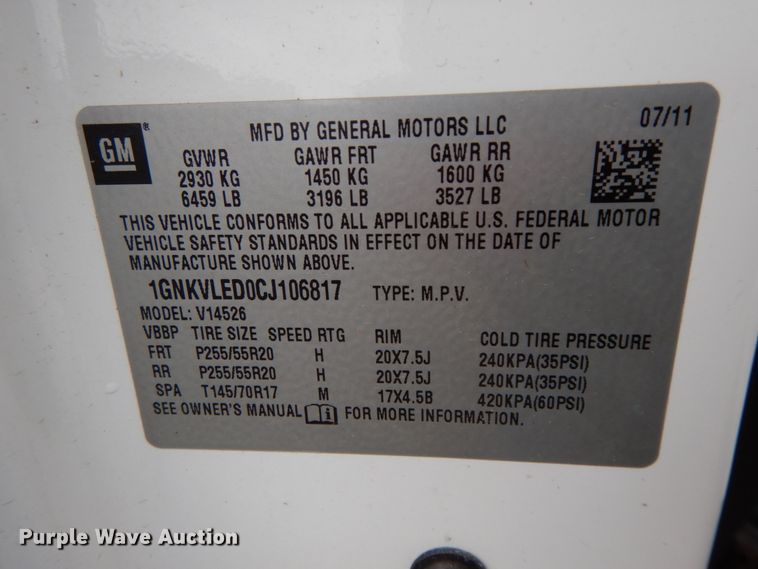 GM®
MFD BY GENERAL MOTORS LLC
07/11
GVWR GAWR FRT GAWR RR
2930 KG 1450 KG 1600 KG
6459 LB 3196 LB 3527 LB
THIS VEHICLE CONFORMS TO ALL APPLICABLE U.S. FEDERAL MOTOR
VEHICLE SAFETY STANDARDS IN EFFECT ON THE DATE OF
MANUFACTURE SHOWN ABOVE.
1GNKVLED0CJ106817 TYPE: M.P.V.
MODEL: V14526
VBBP TIRE SIZE SPEED RTG RIM COLD TIRE PRESSURE
FRT P255/55R20 H 20X7.5J 240KPA(35PSI)
RR P255/55R20 H 20X7.5J 240KPA(35PSI)
SPA T145/70R17 M 17X4.5B 420KPA(60PSI)
SEE OWNER'S MANUAL i FOR MORE INFORMATION.
Purple Wave Auction